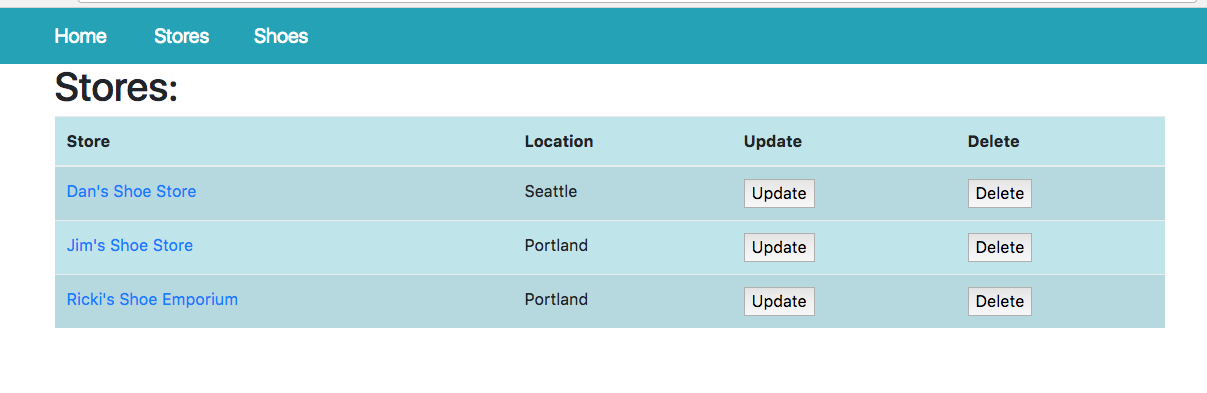 Home Stores Shoes
Stores:
Store Location Update Delete
Dan's Shoe Store Seattle Update Delete
Jim's Shoe Store Portland Update Delete
Ricki's Shoe Emporium Portland Update Delete